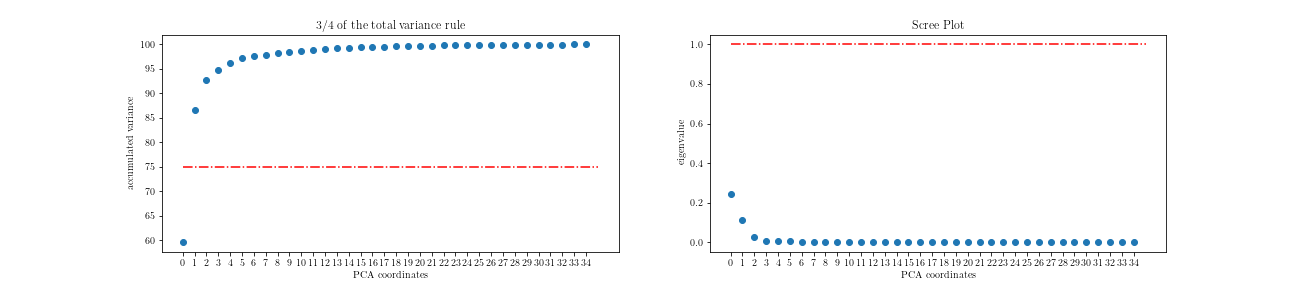 3/4 of the total variance rule
accumulated variance
100
95
90
85
80
75
70
65
60
0 1 2 3 4 5 6 7 8 9 10 11 12 13 14 15 16 17 18 19 20 21 22 23 24 25 26 27 28 29 30 31 32 33 34
PCA coordinates
Scree Plot
eigenvalue
1.0
0.8
0.6
0.4
0.2
0.0
0 1 2 3 4 5 6 7 8 9 10 11 12 13 14 15 16 17 18 19 20 21 22 23 24 25 26 27 28 29 30 31 32 33 34
PCA coordinates